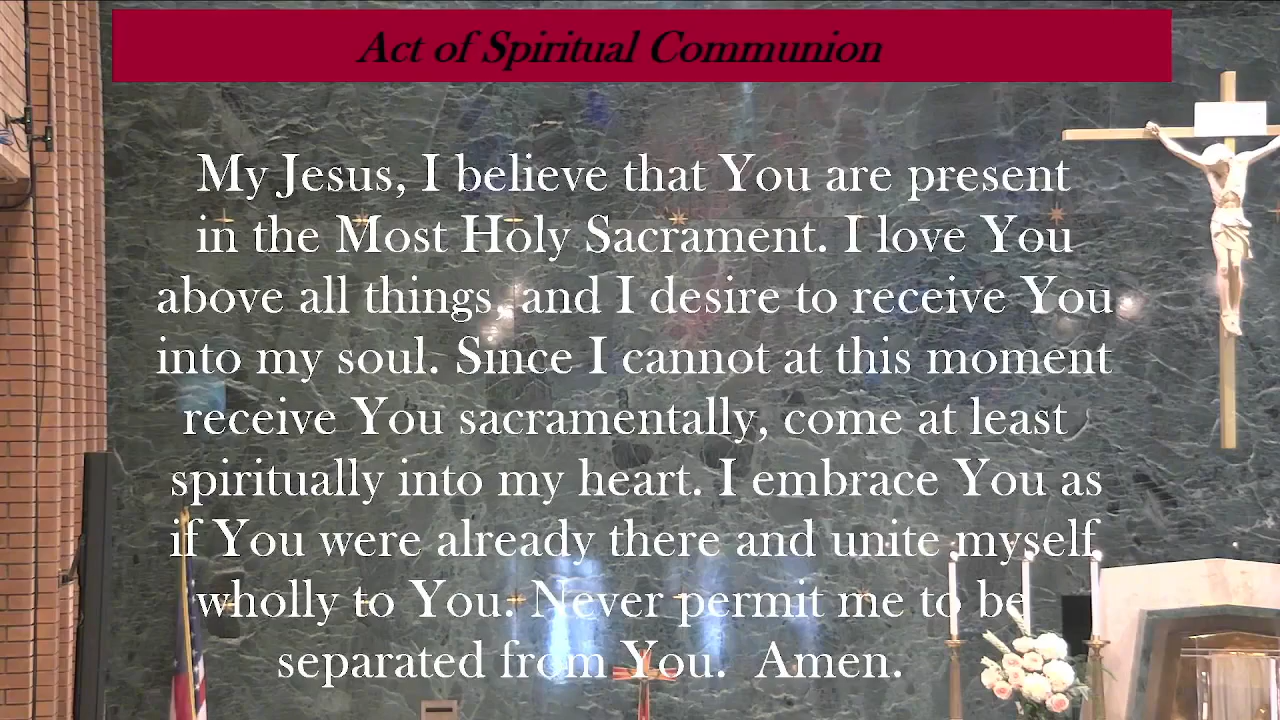 Act of Spiritual Communion
My Jesus, I believe that You are present
in the Most Holy Sacrament. I love You
above all things, and I desire to receive You
into my soul. Since I cannot at this moment
receive You sacramentally, come at least
spiritually into my heart. I embrace You as
if You were already there and unite myself
wholly to You. Never permit me to be
separated from You. Amen.